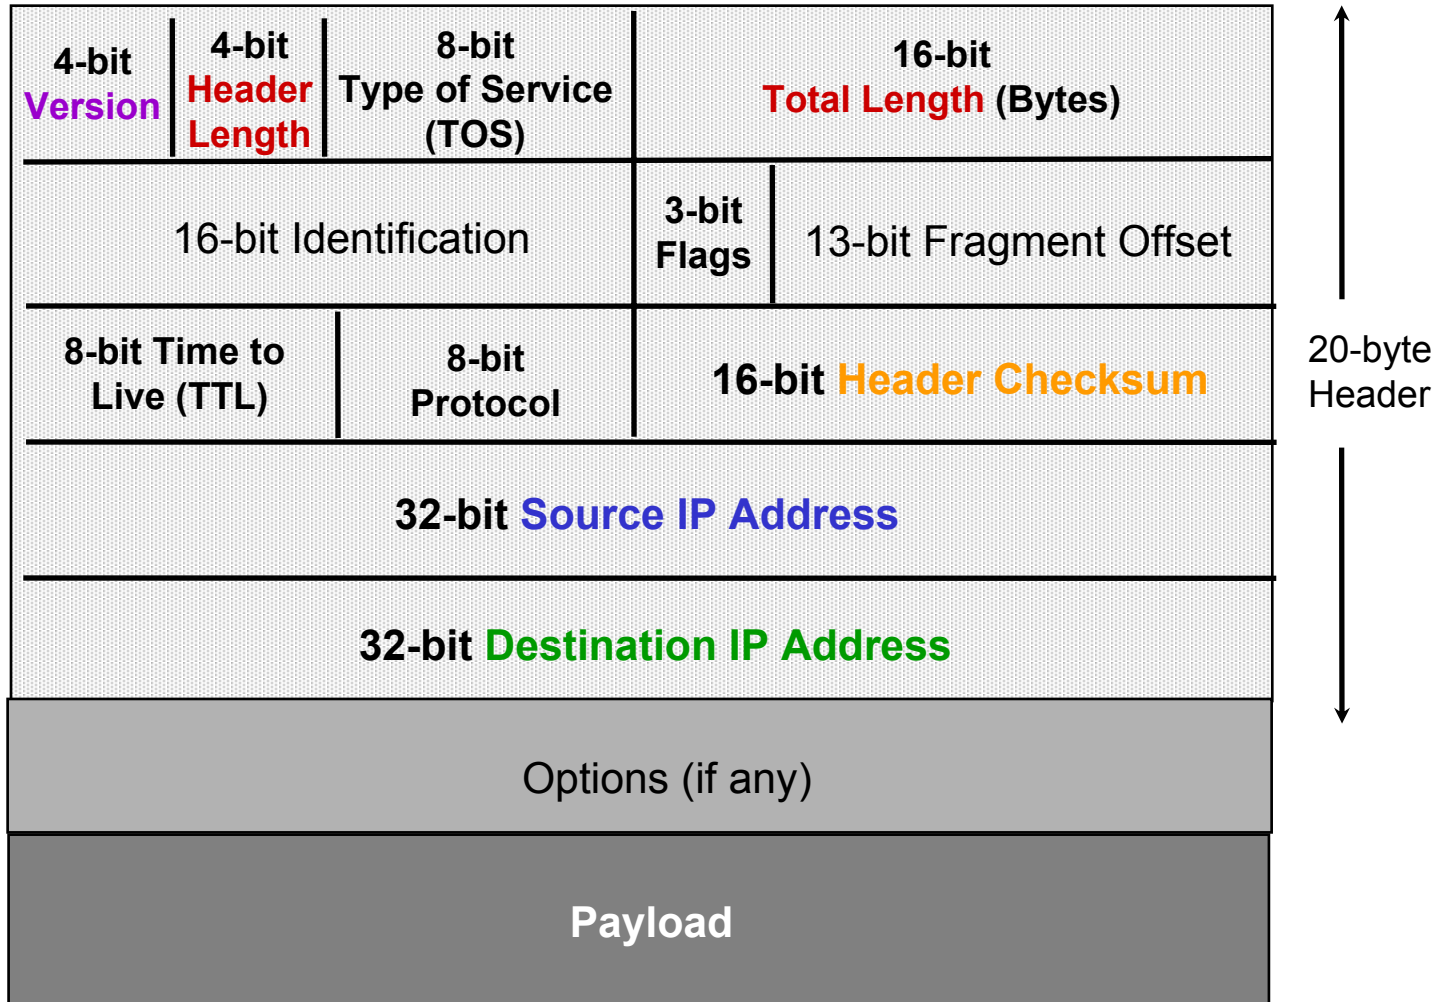 4-bit
Version
4-bit
Header
Length
8-bit
Type of Service
(TOS)
16-bit
Total Length (Bytes)
16-bit Identification
3-bit
Flags
13-bit Fragment Offset
8-bit Time to
Live (TTL)
8-bit
Protocol
16-bit Header Checksum
20-byte
Header
32-bit Source IP Address
32-bit Destination IP Address
Options (if any)
Payload